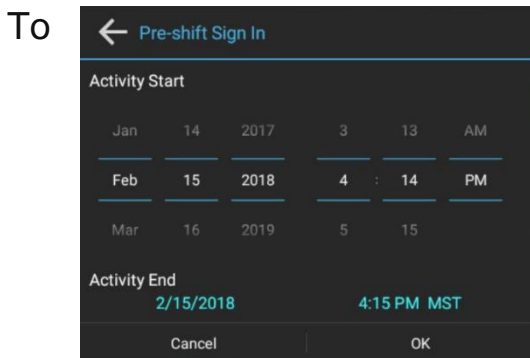 To
Pre-shift Sign In
Activity Start
Jan 14 2017 3 13 AM
Feb 15 2018 4 : 14 PM
Mar 16 2019 5 15
Activity End
2/15/2018 4:15 PM MST
Cancel OK